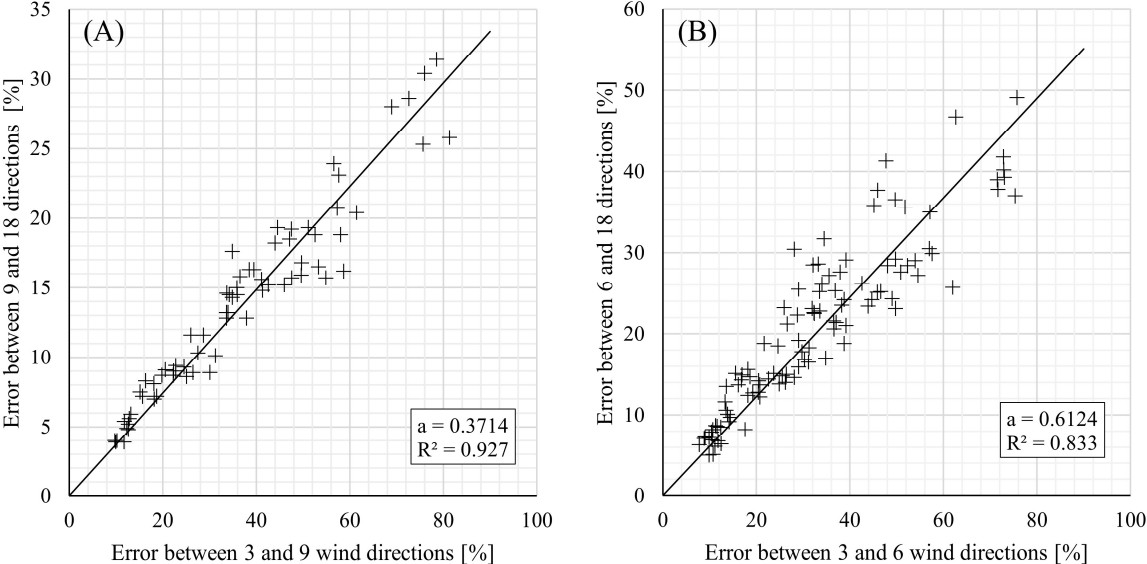 (A)
Error between 9 and 18 directions [%]
35
30
25
20
15
10
5
0
0 20 40 60 80 100
Error between 3 and 9 wind directions [%]
a = 0.3714
R² = 0.927
(B)
Error between 6 and 18 directions [%]
60
50
40
30
20
10
0
0 20 40 60 80 100
Error between 3 and 6 wind directions [%]
a = 0.6124
R² = 0.833